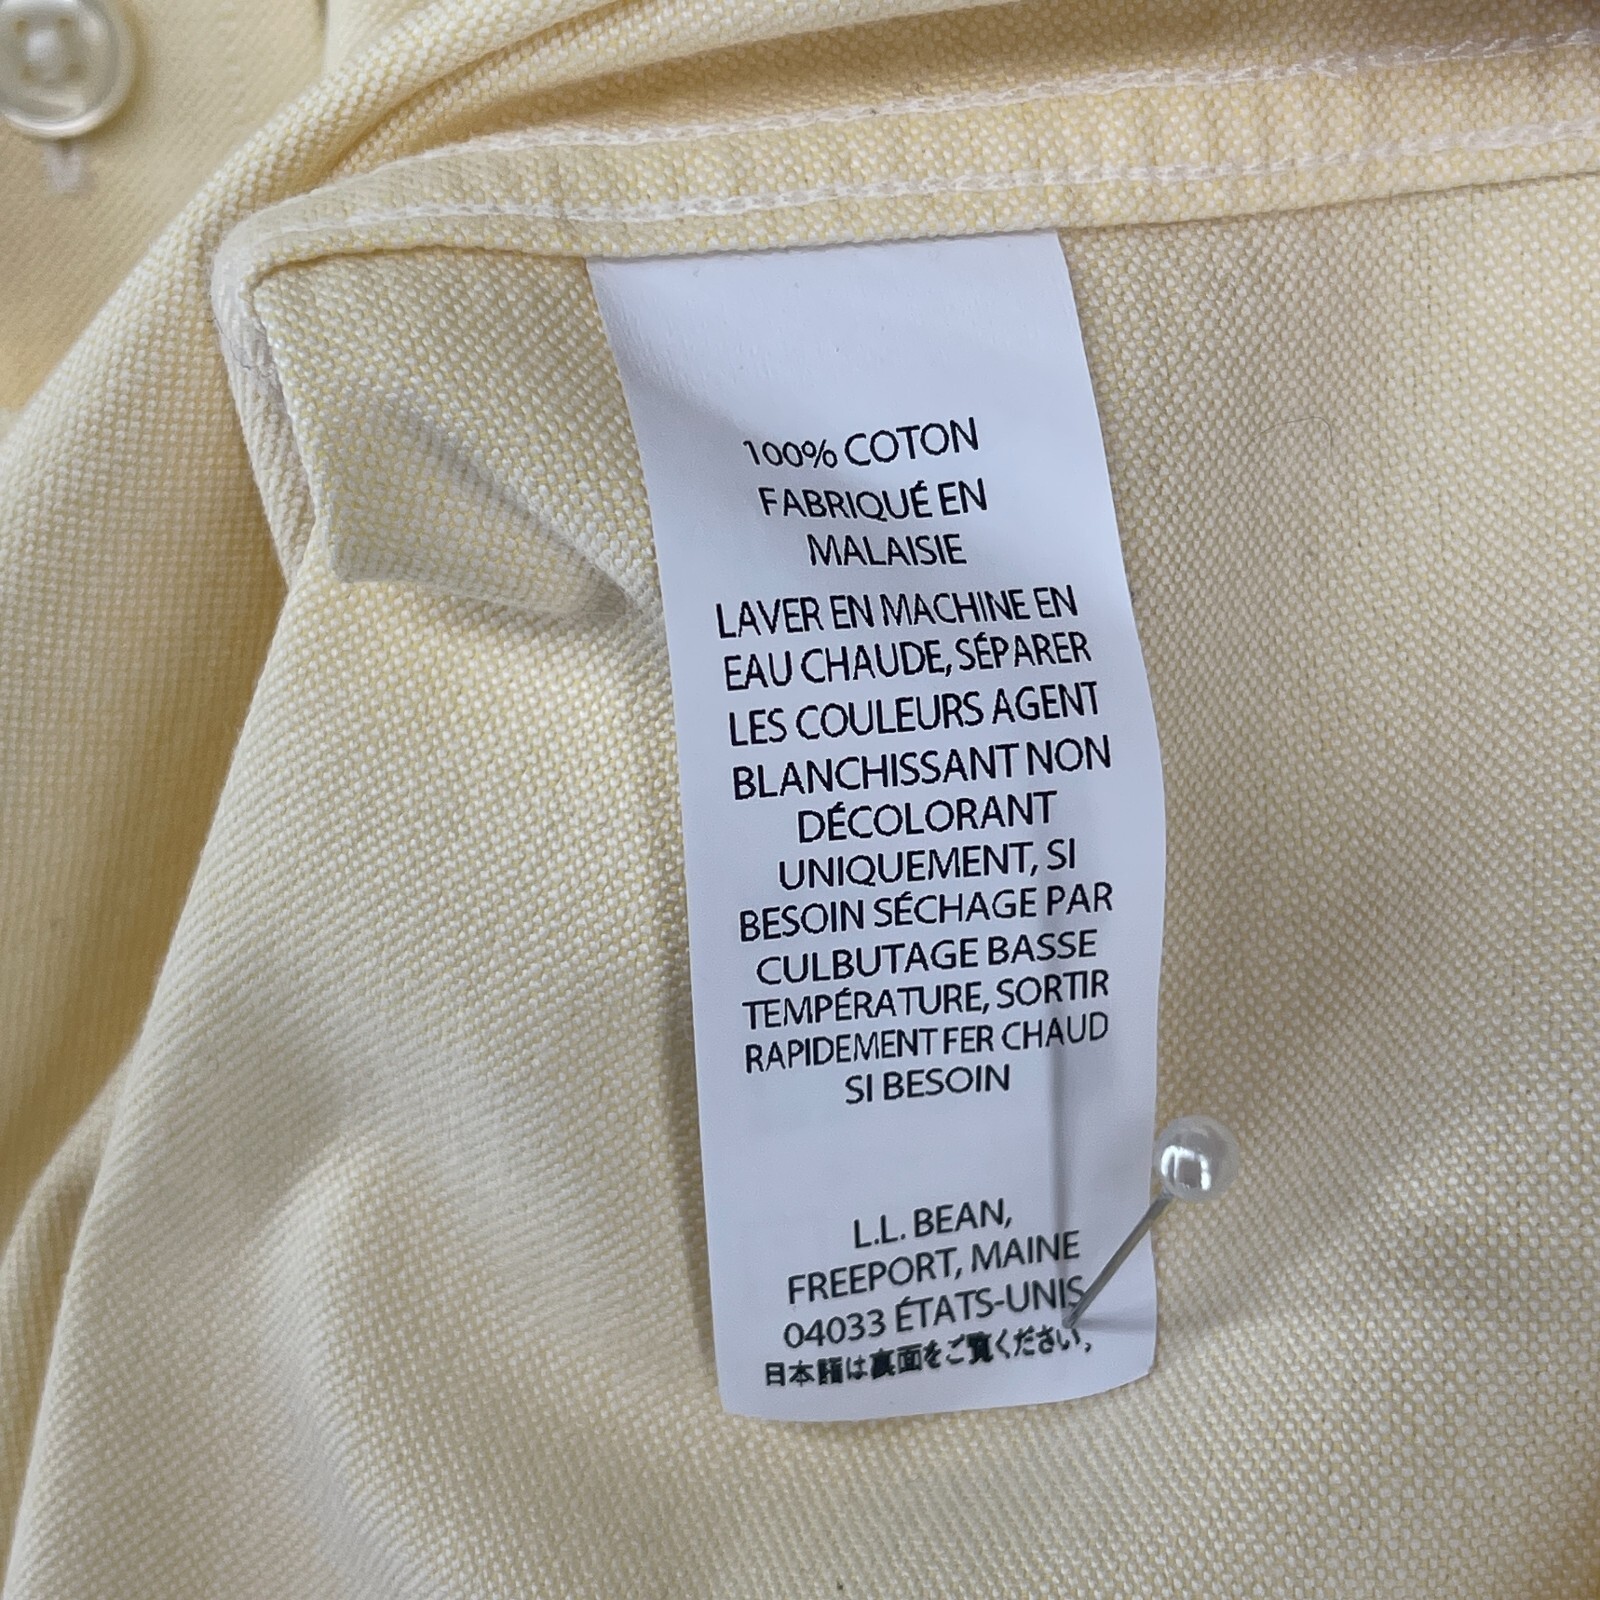 100% COTON
FABRIQUÉ EN
MALAISIE
LAVER EN MACHINE EN
EAU CHAUDE, SÉPARER
LES COULEURS AGENT
BLANCHISSANT NON
DÉCOLORANT
UNIQUEMENT, SI
BESOIN SÉCHAGE PAR
CULBUTAGE BASSE
TEMPÉRATURE, SORTIR
RAPIDEMENT FER CHAUD
SI BESOIN
L.L. BEAN,
FREEPORT, MAINE
04033 ÉTATS-UNIS
日本語は裏面をご覧ください,